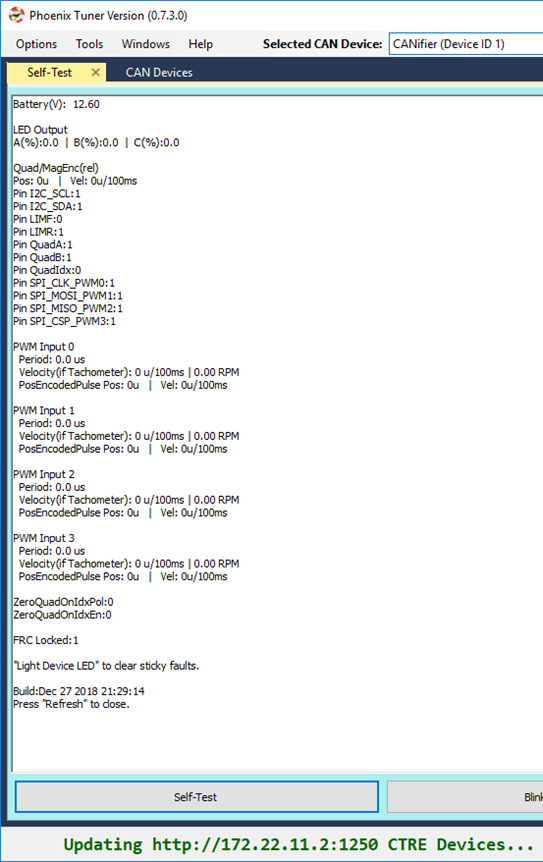 Phoenix Tuner Version (0.7.3.0)
Options Tools Windows Help Selected CAN Device: CANifier (Device ID 1)
Self-Test ✕ CAN Devices
Battery(V): 12.60
LED Output
A(%):0.0 | B(%):0.0 | C(%):0.0
Quad/MagEnc(rel)
Pos: 0u | Vel: 0u/100ms
Pin I2C_SCL:1
Pin I2C_SDA:1
Pin LIMF:0
Pin LIMR:1
Pin QuadA:1
Pin QuadB:1
Pin QuadIdx:0
Pin SPI_CLK_PWM0:1
Pin SPI_MOSI_PWM1:1
Pin SPI_MISO_PWM2:1
Pin SPI_CSP_PWM3:1
PWM Input 0
Period: 0.0 us
Velocity(if Tachometer): 0 u/100ms | 0.00 RPM
PosEncodedPulse Pos: 0u | Vel: 0u/100ms
PWM Input 1
Period: 0.0 us
Velocity(if Tachometer): 0 u/100ms | 0.00 RPM
PosEncodedPulse Pos: 0u | Vel: 0u/100ms
PWM Input 2
Period: 0.0 us
Velocity(if Tachometer): 0 u/100ms | 0.00 RPM
PosEncodedPulse Pos: 0u | Vel: 0u/100ms
PWM Input 3
Period: 0.0 us
Velocity(if Tachometer): 0 u/100ms | 0.00 RPM
PosEncodedPulse Pos: 0u | Vel: 0u/100ms
ZeroQuadOnIdxPol:0
ZeroQuadOnIdxEn:0
FRC Locked:1
"Light Device LED" to clear sticky faults.
Build:Dec 27 2018 21:29:14
Press "Refresh" to close.
Self-Test
Updating http://172.22.11.2:1250 CTRE Devices...